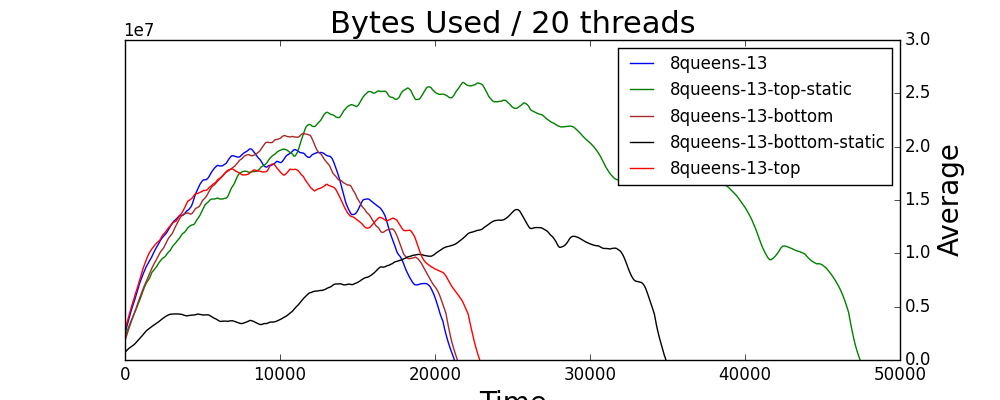 Bytes Used / 20 threads
1e7
3.0
2.5
2.0
1.5
1.0
0.5
0.0
Average
8queens-13
8queens-13-top-static
8queens-13-bottom
8queens-13-bottom-static
8queens-13-top
0 10000 20000 30000 40000 50000
Time